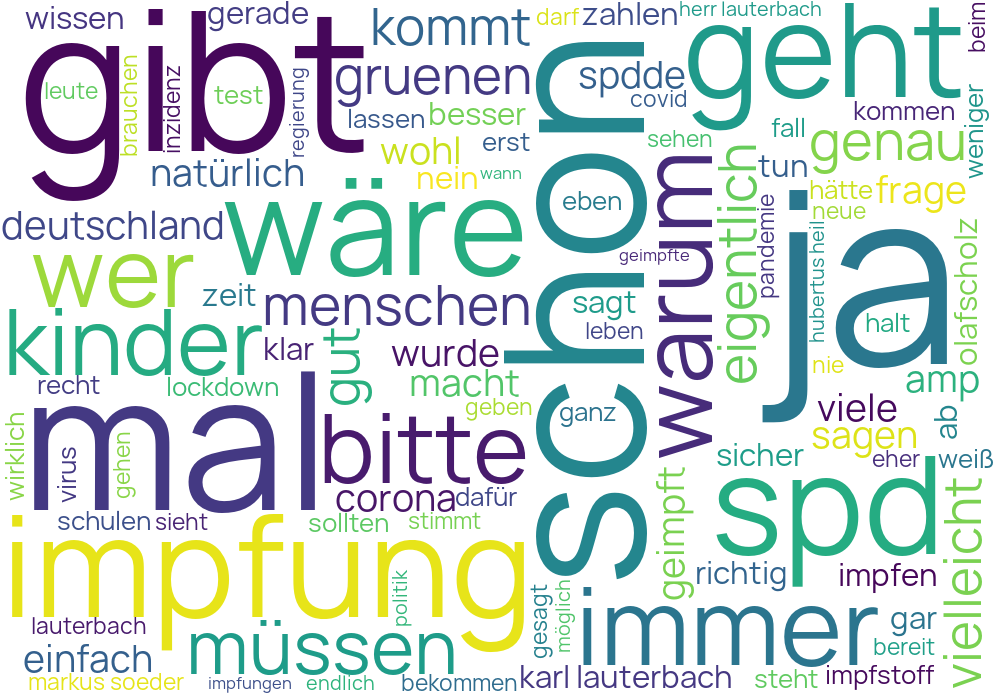 wissen
gerade
gibt
kommt
darf
zahlen
herr lauterbach
beim
geht
leute
brauchen
inzidenz
test
regierung
gruenen
schon
spdde
covid
kommen
weniger
lassen
besser
erst
sehen
fall
genau
natürlich
wohl
nein
wann
tun
warum
eigentlich
deutschland
wäre
eben
hätte
frage
neue
ja
pandemie
hubertus heil
olafscholz
wer
geimpfte
zeit
menschen
sagt
leben
halt
kinder
klar
gut
wurde
nie
amp
recht
lockdown
macht
geben
ganz
viele
ab
mal
bitte
sagen
wirklich
virus
gehen
corona
dafür
sicher
eher
weiß
schulen
sieht
sollten
stimmt
geimpft
spd
vielleicht
impfung
politik
richtig
impfen
gesagt
möglich
immer
lauterbach
müssen
gar
einfach
bereit
markus soeder
impfungen
endlich
bekommen
karl lauterbach
steht
impfstoff